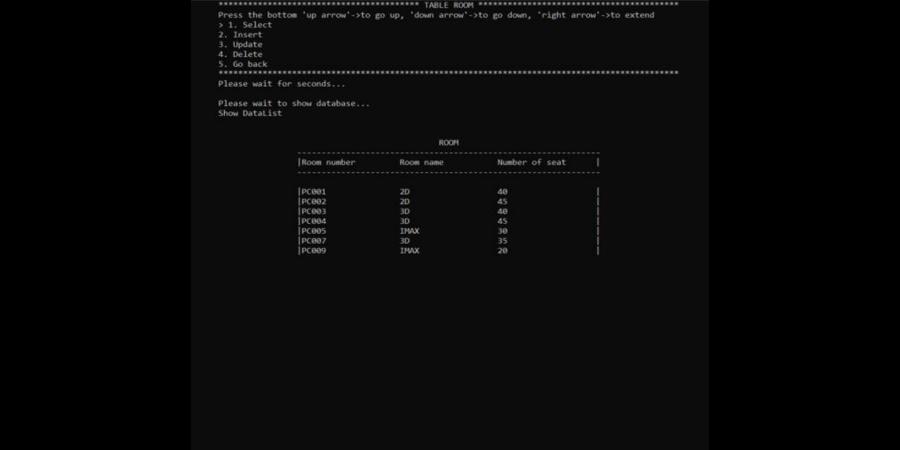 ***************************************** TABLE ROOM *****************************************
Press the bottom 'up arrow'->to go up, 'down arrow'->to go down, 'right arrow'->to extend
> 1. Select
2. Insert
3. Update
4. Delete
5. Go back
**********************************************************************************************
Please wait for seconds...
Please wait to show database...
Show DataList
ROOM
--------------------------------------------------------------
|Room number Room name Number of seat |
--------------------------------------------------------------
|PC001 2D 40 |
|PC002 2D 45 |
|PC003 3D 40 |
|PC004 3D 45 |
|PC005 IMAX 30 |
|PC007 3D 35 |
|PC009 IMAX 20 |